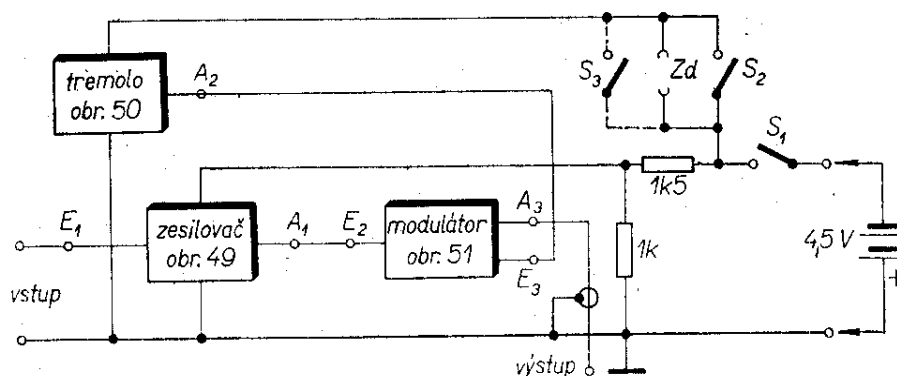 tremolo
obr. 50
A2
S3
Zd
S2
S1
1k5
E1
zesilovač
obr. 49
A1
E2
modulátor
obr. 51
A3
E3
1k
4,5 V
+
vstup
výstup